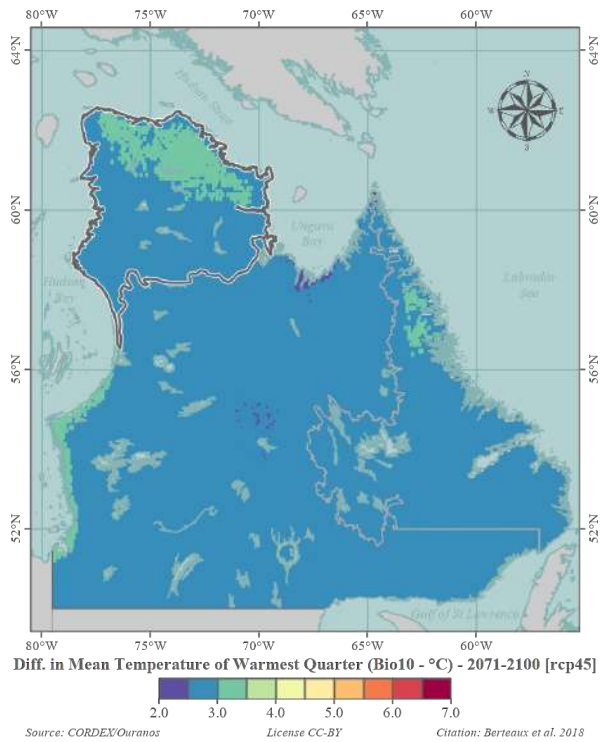 80°W 75°W 70°W 65°W 60°W
64°N 64°N
N
W E
S
Hudson Strait
60°N 60°N
Ungava
Bay
Hudson
Bay
Labrador
Sea
56°N 56°N
52°N 52°N
Gulf of St Lawrence
80°W 75°W 70°W 65°W 60°W
Diff. in Mean Temperature of Warmest Quarter (Bio10 - °C) - 2071-2100 [rcp45]
2.0 3.0 4.0 5.0 6.0 7.0
Source: CORDEX/Ouranos License CC-BY Citation: Berteaux et al. 2018